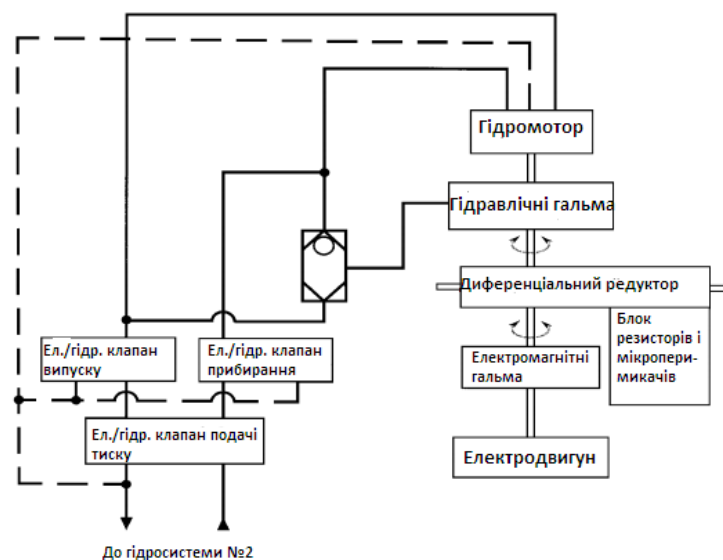 Гідромотор
Гідравлічні гальма
Диференціальний редуктор
Блок
резисторів і
мікропери-
микачів
Ел./гідр. клапан
випуску
Ел./гідр. клапан
прибирання
Електромагнітні
гальма
Ел./гідр. клапан подачі
тиску
Електродвигун
До гідросистеми №2